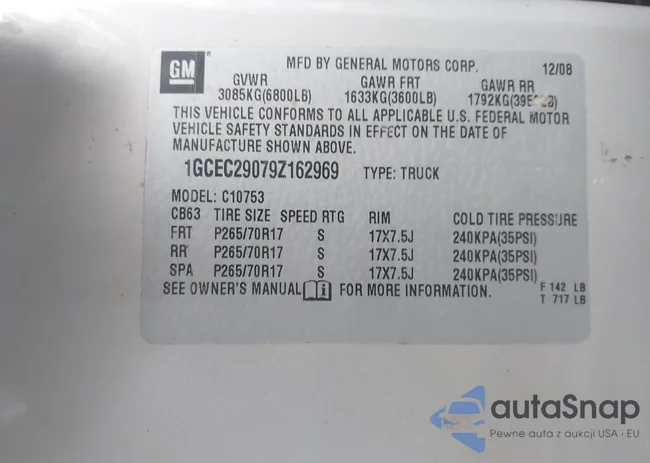 GM
MFD BY GENERAL MOTORS CORP. 12/08
GVWR GAWR FRT GAWR RR
3085KG(6800LB) 1633KG(3600LB) 1792KG(3950LB)
THIS VEHICLE CONFORMS TO ALL APPLICABLE U.S. FEDERAL MOTOR
VEHICLE SAFETY STANDARDS IN EFFECT ON THE DATE OF
MANUFACTURE SHOWN ABOVE.
1GCEC29079Z162969 TYPE: TRUCK
MODEL: C10753
CB63 TIRE SIZE SPEED RTG RIM COLD TIRE PRESSURE
FRT P265/70R17 S 17X7.5J 240KPA(35PSI)
RR P265/70R17 S 17X7.5J 240KPA(35PSI)
SPA P265/70R17 S 17X7.5J 240KPA(35PSI)
SEE OWNER'S MANUAL FOR MORE INFORMATION.
F 142 LB
T 717 LB
autaSnap
Pewne auta z aukcji USA i EU